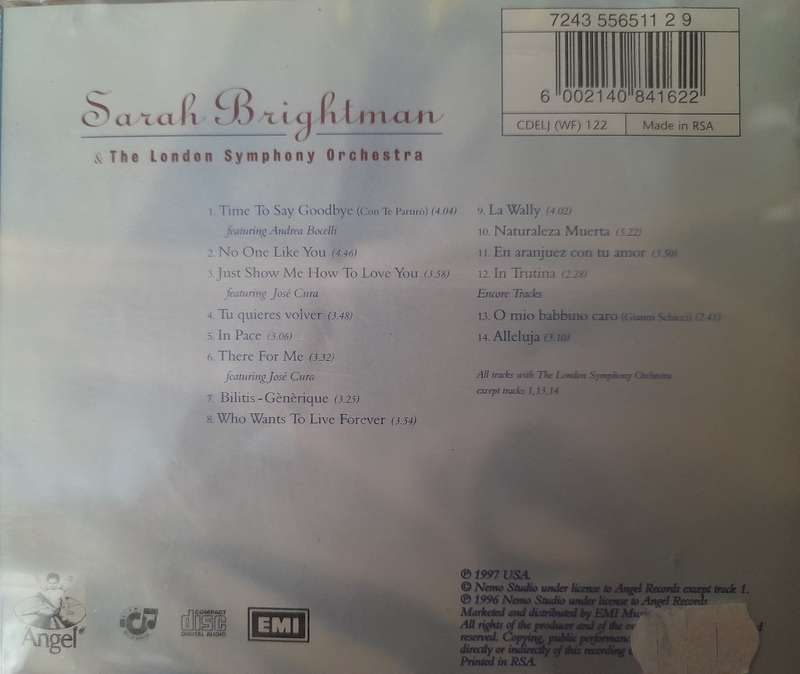 7243 556511 2 9
6 002140 841622
CDELJ (WF) 122 Made in RSA
Sarah Brightman
& The London Symphony Orchestra
1. Time To Say Goodbye (Con Te Partirò) (4.04)
featuring Andrea Bocelli
2. No One Like You (4.46)
3. Just Show Me How To Love You (3.58)
featuring José Cura
4. Tu quieres volver (3.48)
5. In Pace (3.06)
6. There For Me (3.32)
featuring José Cura
7. Bilitis-Gènèrique (3.25)
8. Who Wants To Live Forever (3.54)
9. La Wally (4.02)
10. Naturaleza Muerta (5.22)
11. En aranjuez con tu amor (3.50)
12. In Trutina (2.28)
Encore Tracks
13. O mio babbino caro (Gianni Schicci)
14. Alleluja (3.10)
All tracks with The London Symphony Orchestra
except tracks 1,13,14
Angel
COMPACT
disc
DIGITAL AUDIO
EMI
℗ 1997 USA.
© Nemo Studio under license to Angel Records except track 1.
℗ 1996 Nemo Studio under license to Angel Records
Marketed and distributed by EMI
All rights of the producer and of the
reserved. Copying, public
directly or indirectly of this recording
Printed in RSA.